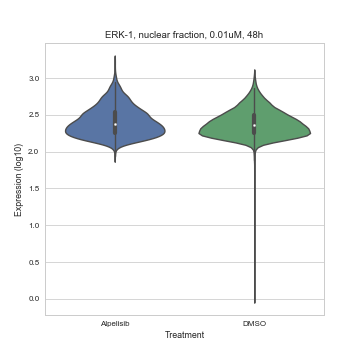 ERK-1, nuclear fraction, 0.01uM, 48h
3.0
2.5
2.0
1.5
1.0
0.5
0.0
Expression (log10)
Alpelisib
DMSO
Treatment